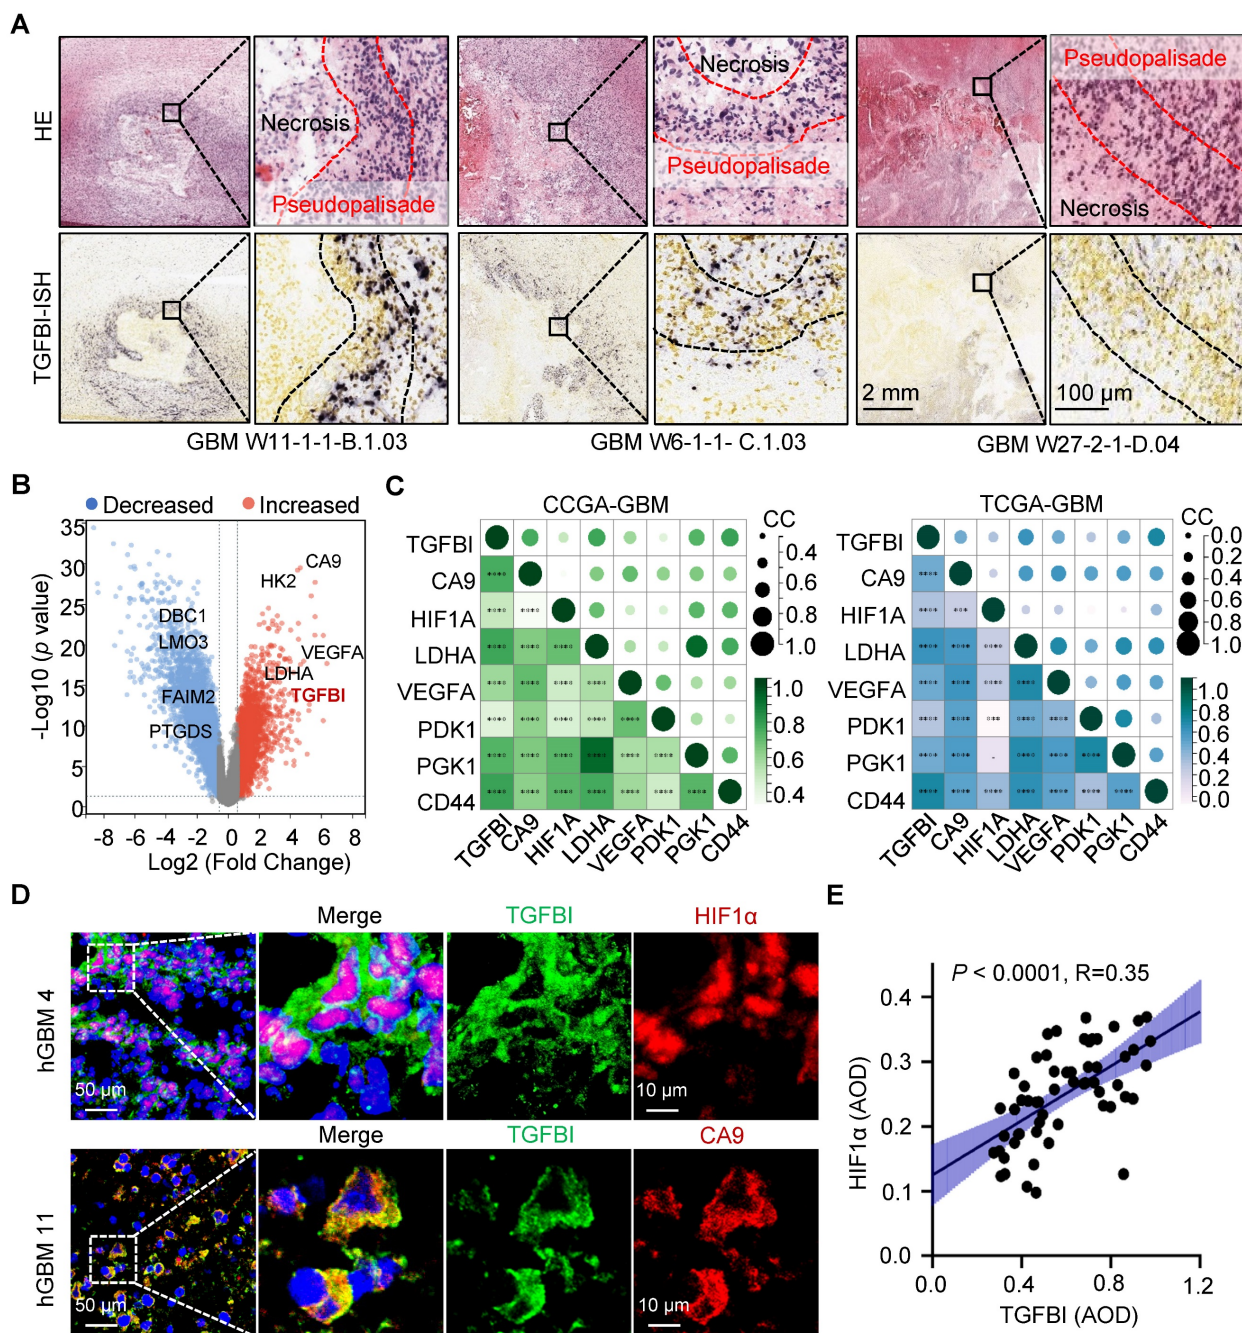 A
HE
Necrosis
Pseudopalisade
Necrosis
Pseudopalisade
Pseudopalisade
Necrosis
TGFBI-ISH
2 mm
100 µm
GBM W11-1-1-B.1.03
GBM W6-1-1- C.1.03
GBM W27-2-1-D.04
B
Decreased
Increased
-Log10 (p value)
35
30
25
20
15
10
5
0
CA9
HK2
DBC1
LMO3
VEGFA
LDHA
FAIM2
TGFBI
PTGDS
-8
-6
-4
-2
0
2
4
6
8
Log2 (Fold Change)
C
CCGA-GBM
TGFBI
CA9
HIF1A
LDHA
VEGFA
PDK1
PGK1
CD44
TGFBI
CA9
HIF1A
LDHA
VEGFA
PDK1
PGK1
CD44
CC
0.4
0.6
0.8
1.0
1.0
0.8
0.6
0.4
TCGA-GBM
TGFBI
CA9
HIF1A
LDHA
VEGFA
PDK1
PGK1
CD44
TGFBI
CA9
HIF1A
LDHA
VEGFA
PDK1
PGK1
CD44
CC
0.0
0.2
0.4
0.6
0.8
1.0
1.0
0.8
0.6
0.4
0.2
0.0
D
Merge
TGFBI
HIF1α
hGBM 4
50 µm
10 µm
Merge
TGFBI
CA9
hGBM 11
50 µm
10 µm
E
P < 0.0001, R=0.35
HIF1α (AOD)
0.4
0.3
0.2
0.1
0.0
0.0
0.4
0.8
1.2
TGFBI (AOD)